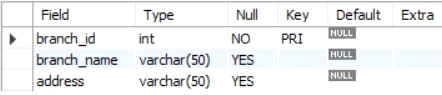 Field Type Null Key Default Extra
branch_id int NO PRI NULL
branch_name varchar(50) YES NULL
address varchar(50) YES NULL